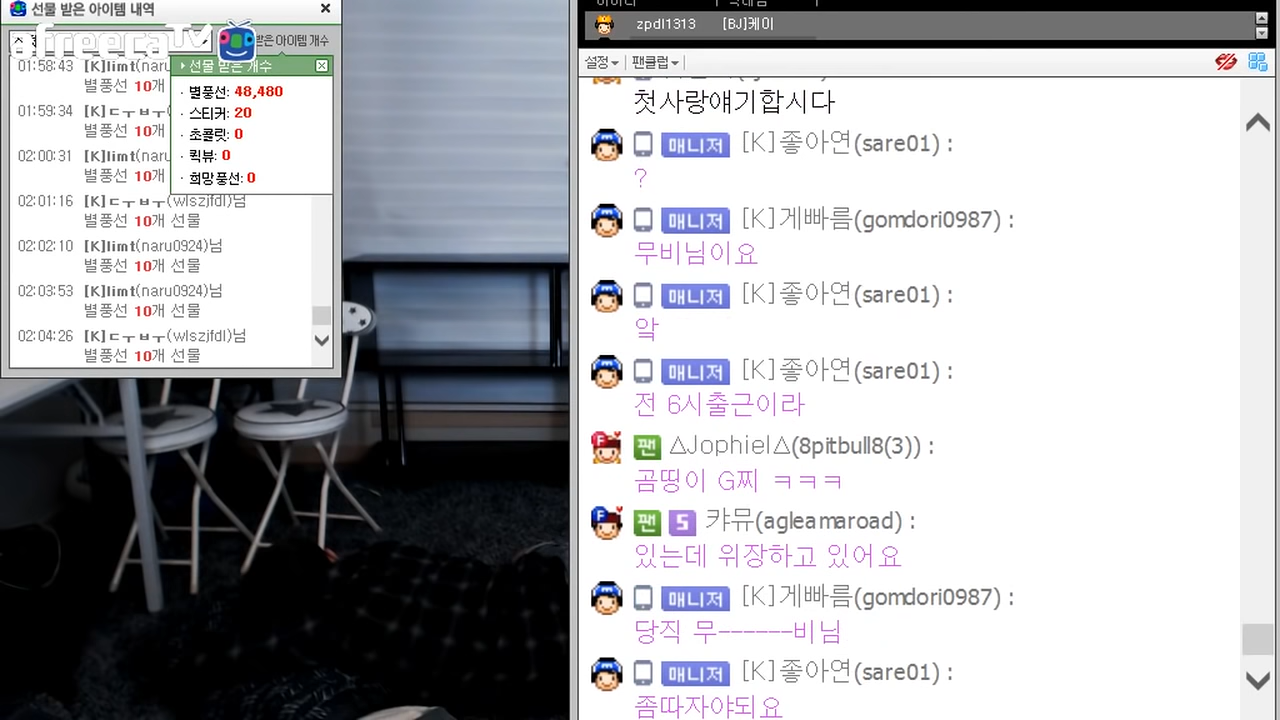 선물 받은 아이템 내역
afreecaTV
받은아이템 개수
선물 받은 개수
· 별풍선: 48,480
· 스티커: 20
· 초콜릿: 0
· 퀵뷰: 0
· 희망풍선: 0
01:58:43 [K]limt(naru
별풍선 10개
01:59:34 [K]ㄷㅜㅂㅜ(
별풍선 10개
02:00:31 [K]limt(naru
별풍선 10개
02:01:16 [K]ㄷㅜㅂㅜ(wlszjfdl)님
별풍선 10개 선물
02:02:10 [K]limt(naru0924)님
별풍선 10개 선물
02:03:53 [K]limt(naru0924)님
별풍선 10개 선물
02:04:26 [K]ㄷㅜㅂㅜ(wlszjfdl)님
별풍선 10개 선물
zpdl1313 [BJ]케이
설정 팬클럽
첫사랑얘기합시다
매니저 [K]좋아연(sare01) :
?
매니저 [K]게빠름(gomdori0987) :
무비님이요
매니저 [K]좋아연(sare01) :
앜
매니저 [K]좋아연(sare01) :
전 6시출근이라
F 팬 △Jophiel△(8pitbull8(3)) :
곰띵이 G찌 ㅋㅋㅋ
F 팬 S 캬뮤(agleamaroad) :
있는데 위장하고 있어요
매니저 [K]게빠름(gomdori0987) :
당직 무------비님
매니저 [K]좋아연(sare01) :
좀따자야되요